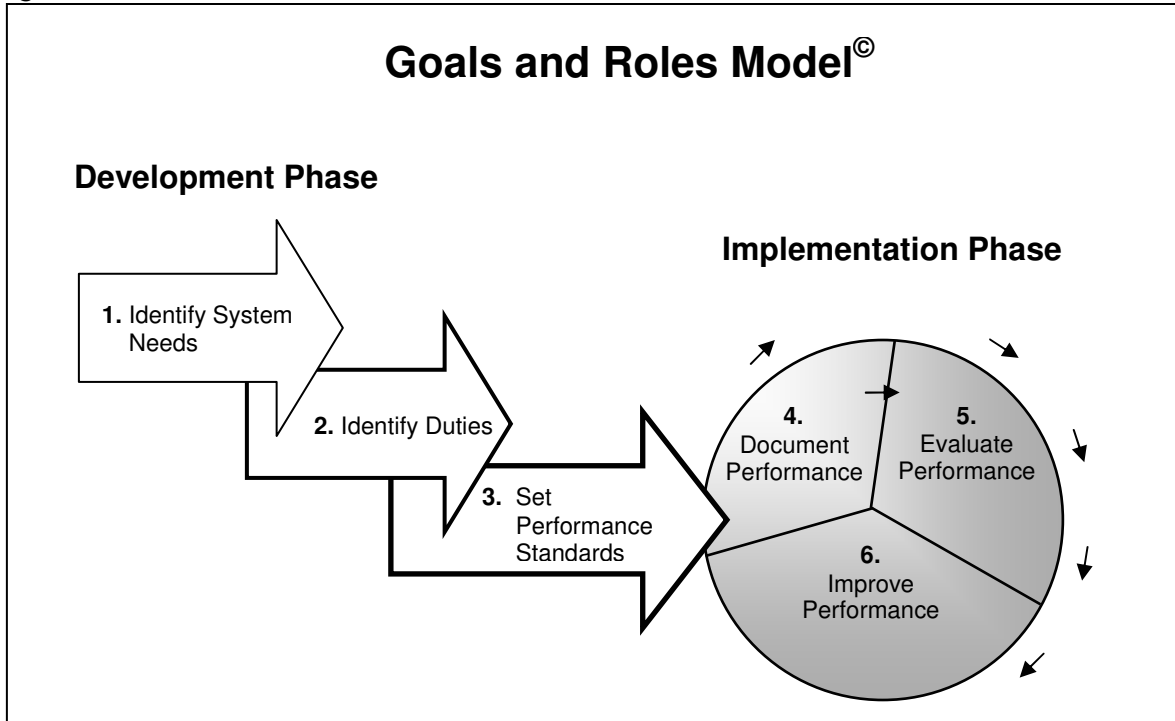 Goals and Roles Model©
Development Phase
Implementation Phase
1. Identify System
Needs
2. Identify Duties
3. Set
Performance
Standards
4.
Document
Performance
5.
Evaluate
Performance
6.
Improve
Performance